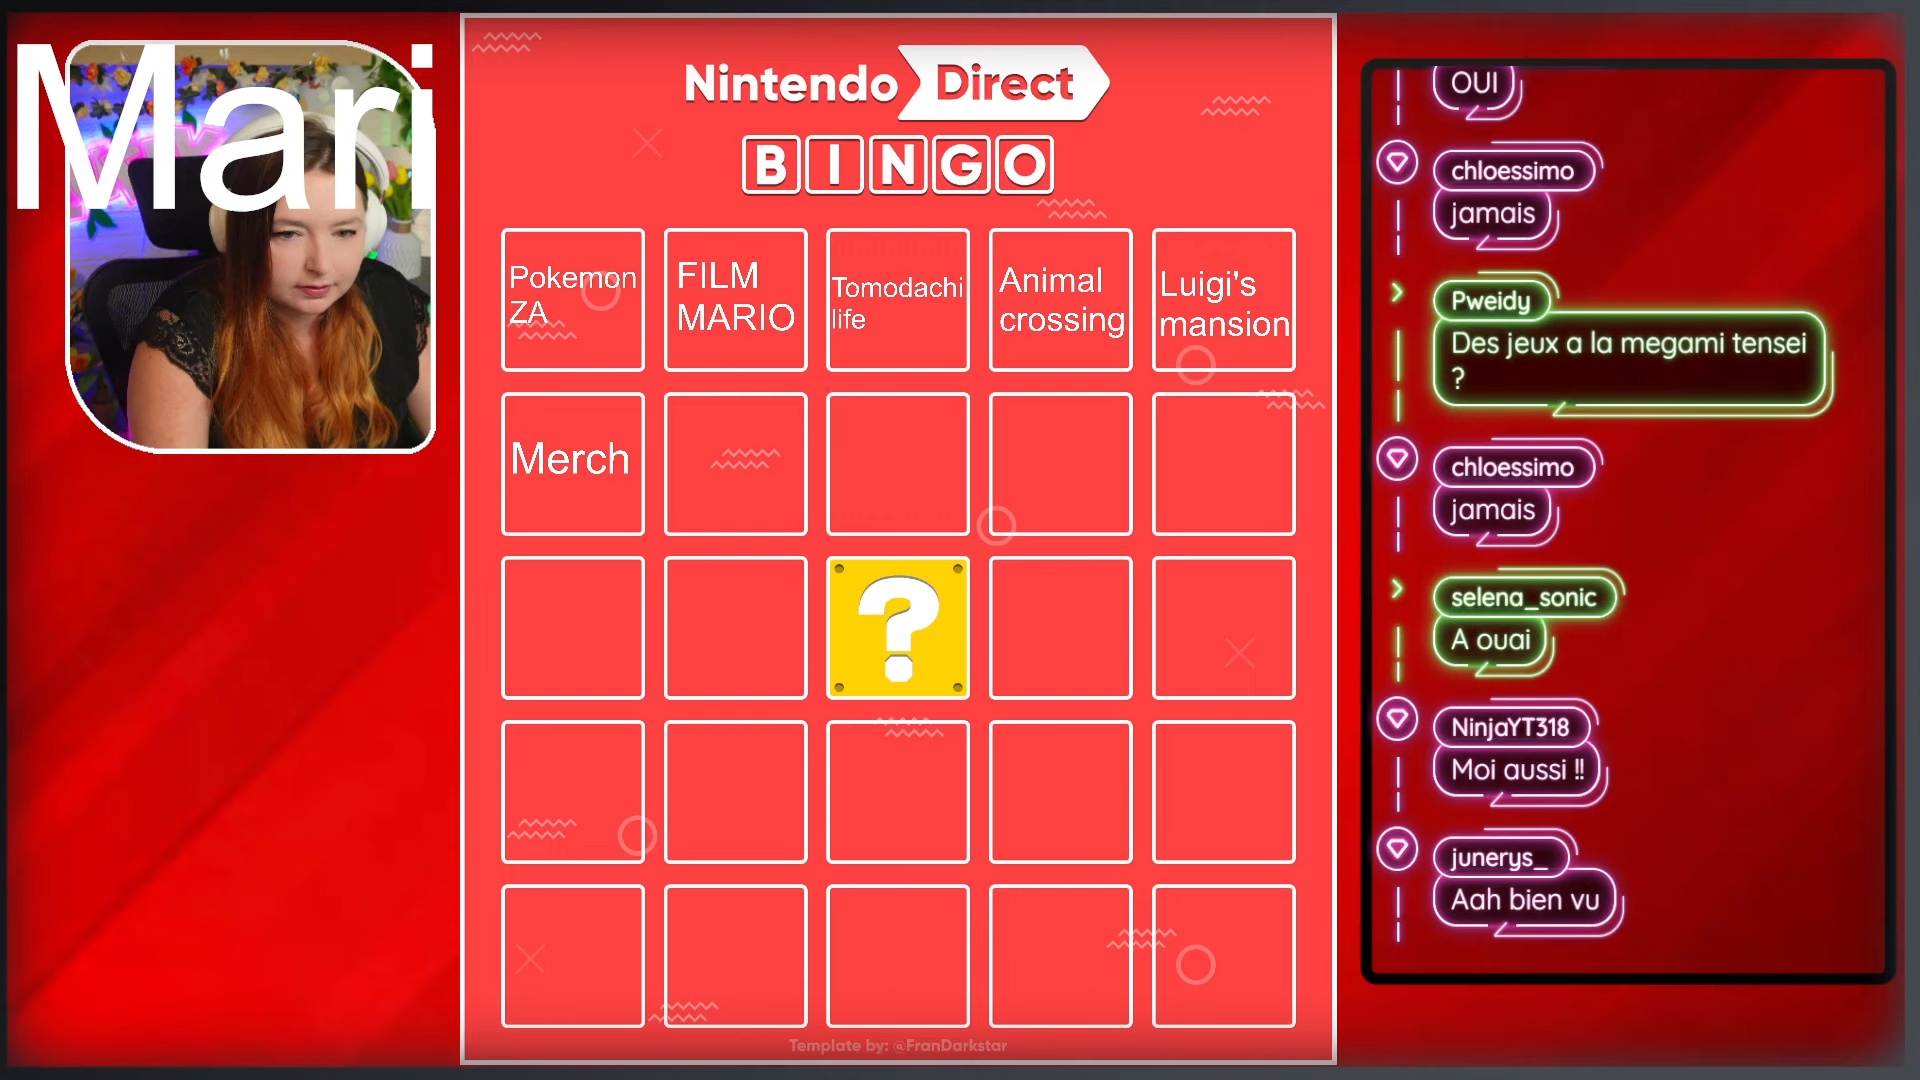 Mari
Nintendo Direct
BINGO
Pokemon
ZA
FILM
MARIO
Tomodachi
life
Animal
crossing
Luigi's
mansion
Merch
?
Template by: @FranDarkstar
OUI
chloessimo
jamais
Pweidy
Des jeux a la megami tensei
?
chloessimo
jamais
selena_sonic
A ouai
NinjaYT318
Moi aussi !!
junerys_
Aah bien vu